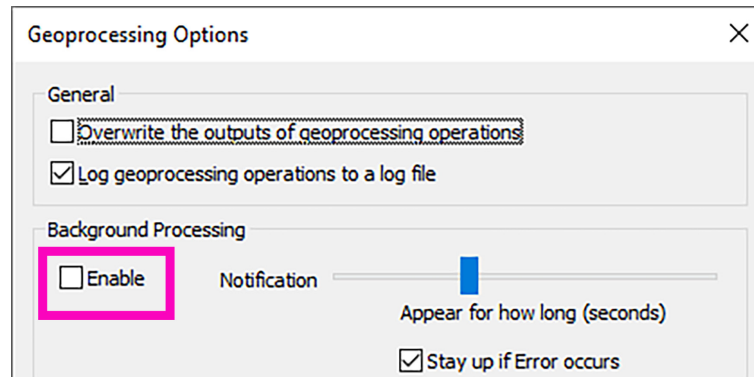 Geoprocessing Options
General
Overwrite the outputs of geoprocessing operations
Log geoprocessing operations to a log file
Background Processing
Enable
Notification
Appear for how long (seconds)
Stay up if Error occurs